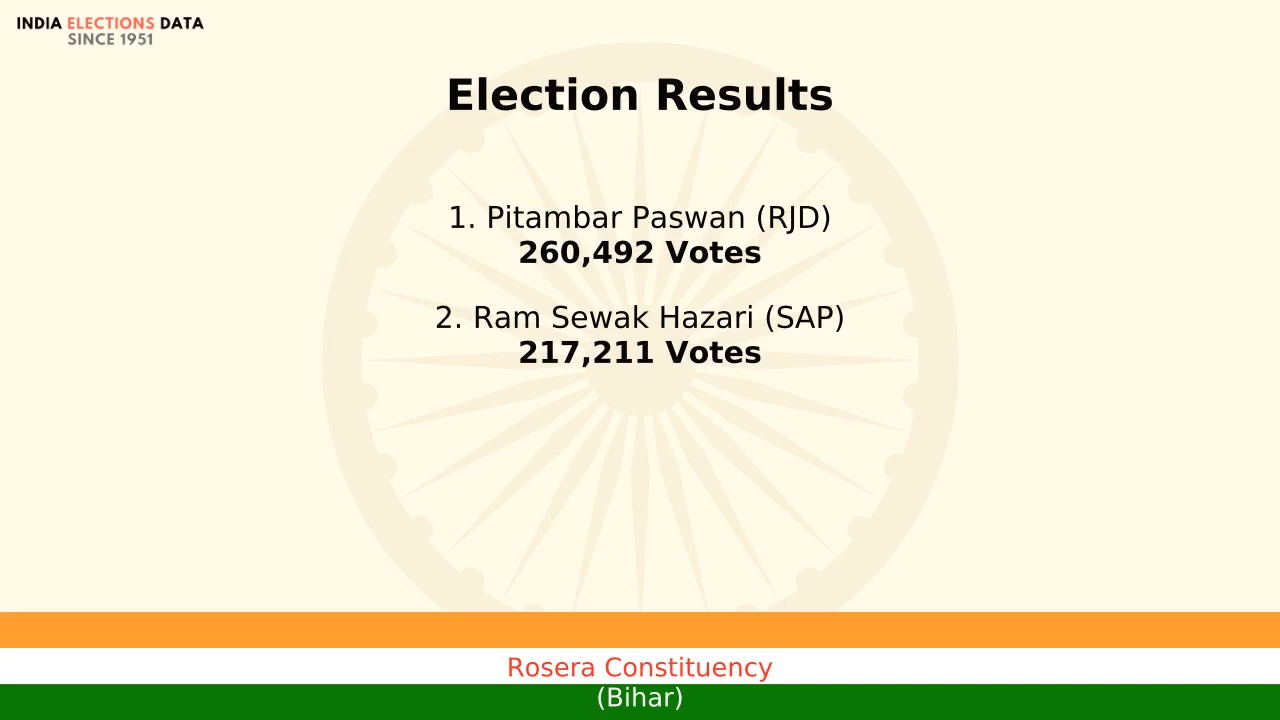 INDIA ELECTIONS DATA
SINCE 1951
Election Results
1. Pitambar Paswan (RJD)
260,492 Votes
2. Ram Sewak Hazari (SAP)
217,211 Votes
Rosera Constituency
(Bihar)